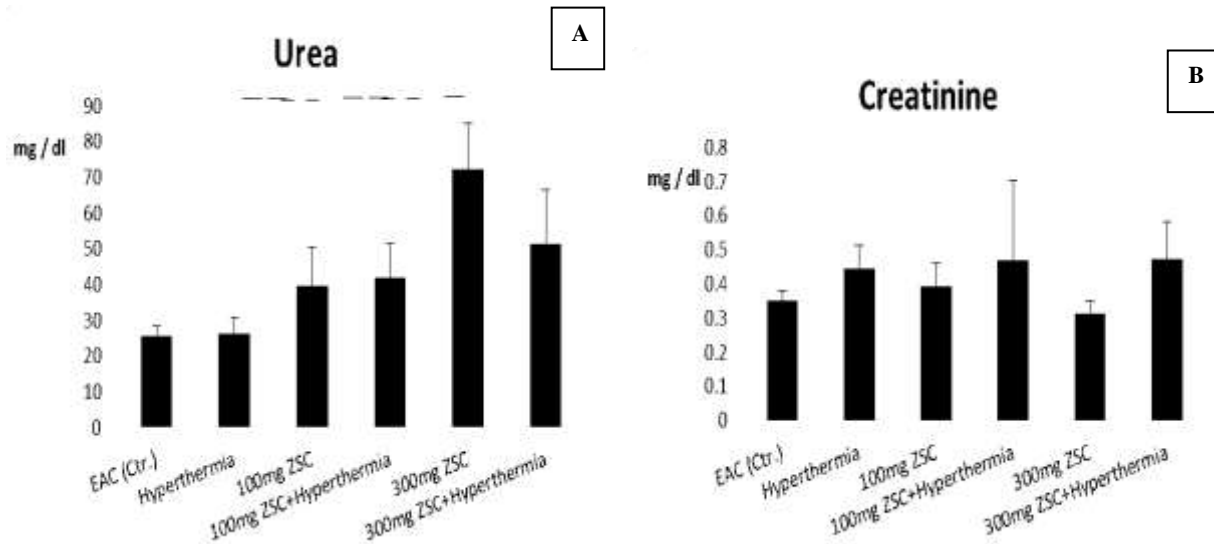 A
Urea
90
mg / dl
80
70
60
50
40
30
20
10
0
EAC (Ctr.)
Hyperthermia
100mg ZSC
100mg ZSC+Hyperthermia
300mg ZSC
300mg ZSC+Hyperthermia
B
Creatinine
0.8
mg / dl
0.7
0.6
0.5
0.4
0.3
0.2
0.1
0
EAC (Ctr.)
Hyperthermia
100mg ZSC
100mg ZSC+Hyperthermia
300mg ZSC
300mg ZSC+Hyperthermia